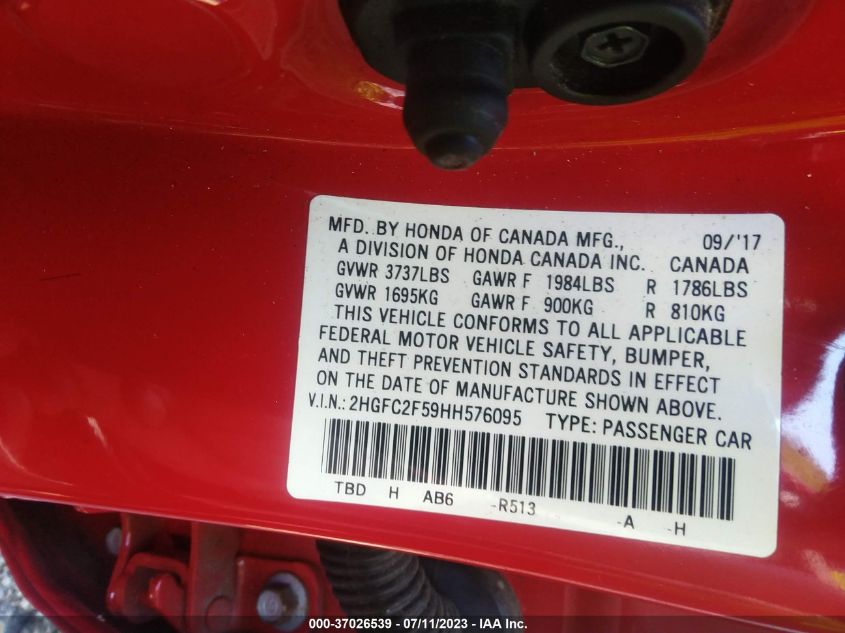 MFD. BY HONDA OF CANADA MFG., 09/'17
A DIVISION OF HONDA CANADA INC. CANADA
GVWR 3737LBS GAWR F 1984LBS R 1786LBS
GVWR 1695KG GAWR F 900KG R 810KG
THIS VEHICLE CONFORMS TO ALL APPLICABLE
FEDERAL MOTOR VEHICLE SAFETY, BUMPER,
AND THEFT PREVENTION STANDARDS IN EFFECT
ON THE DATE OF MANUFACTURE SHOWN ABOVE.
V.I.N.: 2HGFC2F59HH576095 TYPE: PASSENGER CAR
TBD H AB6 -R513 -A -H
000-37026539 - 07/11/2023 - IAA Inc.